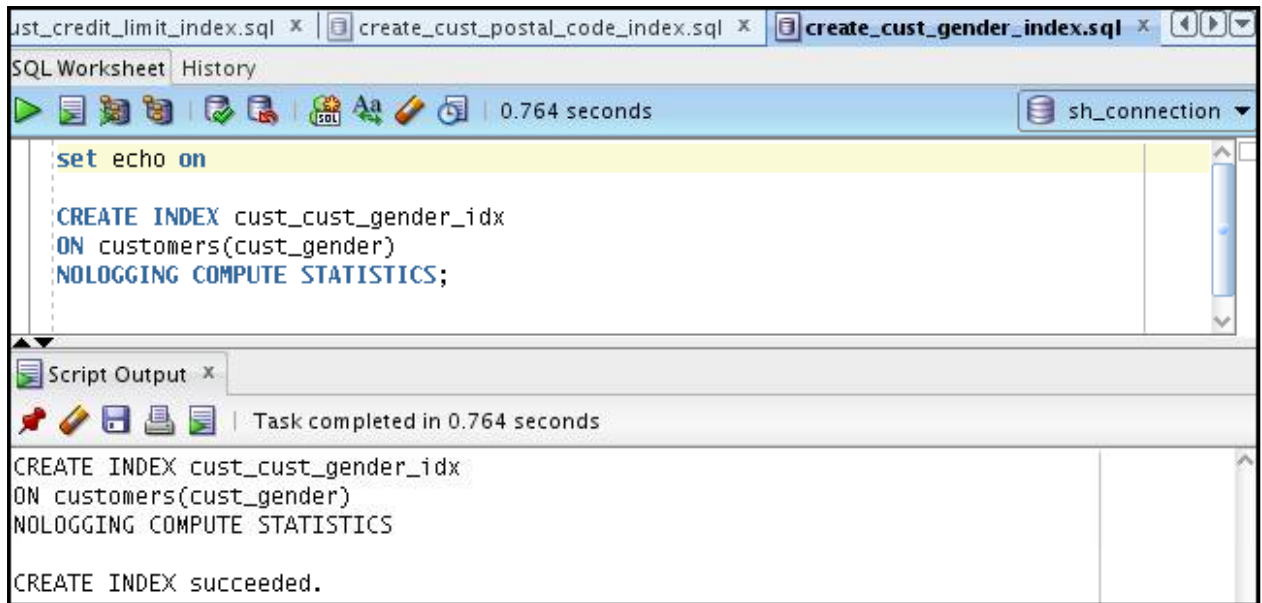 ust_credit_limit_index.sql x create_cust_postal_code_index.sql x create_cust_gender_index.sql x
SQL Worksheet History
SQL Aa 0.764 seconds sh_connection
set echo on
CREATE INDEX cust_cust_gender_idx
ON customers(cust_gender)
NOLOGGING COMPUTE STATISTICS;
Script Output x
Task completed in 0.764 seconds
CREATE INDEX cust_cust_gender_idx
ON customers(cust_gender)
NOLOGGING COMPUTE STATISTICS
CREATE INDEX succeeded.